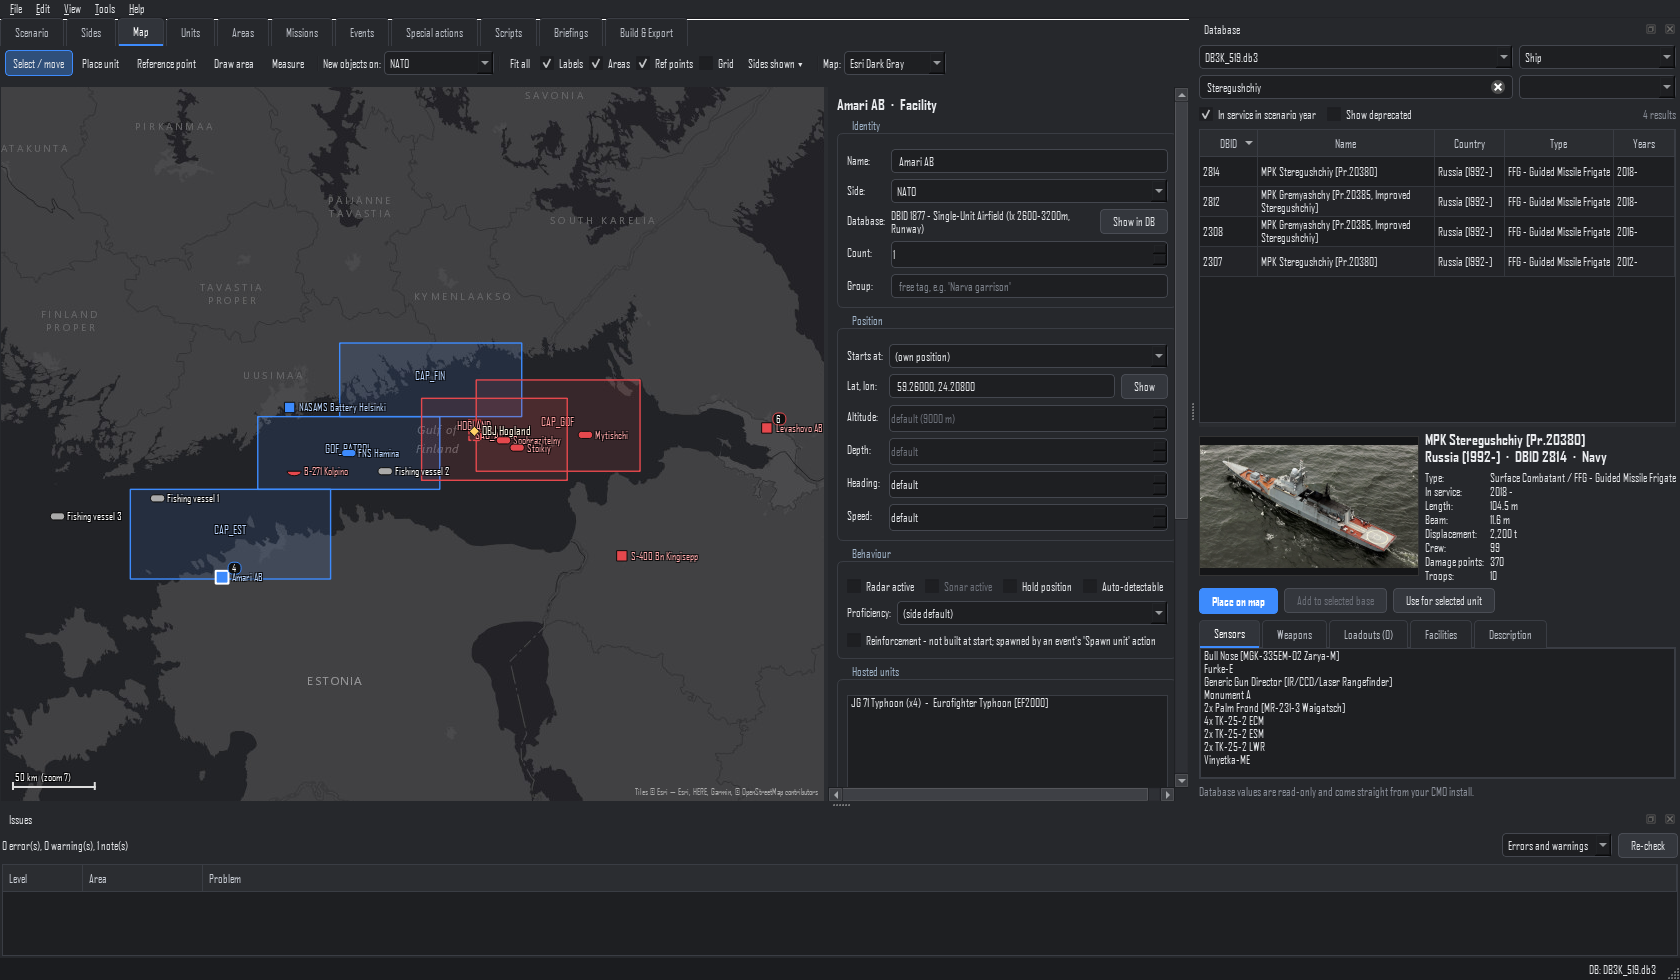 File Edit View Tools Help
Scenario Sides Map Units Areas Missions Events Special actions Scripts Briefings Build & Export
Select / move Place unit Reference point Draw area Measure New objects on: NATO Fit all Labels Areas Ref points Grid Sides shown Map: Esri Dark Gray
SAVONIA
PIRKANMAA
ATAKUNTA
PÄIJÄNNE
TAVASTIA
SOUTH KARELIA
TAVASTIA
PROPER
KYMENLAAKSO
FINLAND
PROPER
UUSIMAA
CAP_FIN
NASAMS Battery Helsinki
CAP_GOF
6
Levashovo AB
Gulf of
Finland
OBJ Hogland
Soobrazitelny
Stoikiy
Mytishchi
FNS Hamina
B-271 Kolpino
Fishing vessel 2
Fishing vessel 1
Fishing vessel 3
CAP_EST
S-400 Bn Kingisepp
4
Amari AB
ESTONIA
50 km (zoom 7)
Tiles © Esri — Esri, HERE, Garmin, © OpenStreetMap contributors
Amari AB · Facility
Identity
Name: Amari AB
Side: NATO
Database: DBID 1877 - Single-Unit Airfield (1x 2600-3200m,
Runway)
Show in DB
Count: 1
Group: free tag, e.g. 'Narva garrison'
Position
Starts at: (own position)
Lat, lon: 59.26000, 24.20800 Show
Altitude: default (9000 m)
Depth: default
Heading: default
Speed: default
Behaviour
Radar active Sonar active Hold position Auto-detectable
Proficiency: (side default)
Reinforcement - not built at start; spawned by an event's 'Spawn unit' action
Hosted units
JG 71 Typhoon (x4) - Eurofighter Typhoon [EF2000]
Database
DB3K_519.db3 Ship
Steregushchiy
In service in scenario year Show deprecated 4 results
DBID Name Country Type Years
2814 MPK Steregushchiy [Pr.20380] Russia [1992-] FFG - Guided Missile Frigate 2018-
2812 MPK Gremyashchy [Pr.20385, Improved
Steregushchiy] Russia [1992-] FFG - Guided Missile Frigate 2018-
2308 MPK Gremyashchy [Pr.20385, Improved
Steregushchiy] Russia [1992-] FFG - Guided Missile Frigate 2016-
2307 MPK Steregushchiy [Pr.20380] Russia [1992-] FFG - Guided Missile Frigate 2012-
MPK Steregushchiy [Pr.20380]
Russia [1992-] · DBID 2814 · Navy
Type: Surface Combatant / FFG - Guided Missile Frigate
In service: 2018 -
Length: 104.5 m
Beam: 11.6 m
Displacement: 2,200 t
Crew: 99
Damage points: 370
Troops: 10
Place on map Add to selected base Use for selected unit
Sensors Weapons Loadouts (0) Facilities Description
Bull Nose [MGK-335EM-02 Zarya-M]
Furke-E
Generic Gun Director [IR/CCD/Laser Rangefinder]
Monument A
2x Palm Frond [MR-231-3 Waigatsch]
4x TK-25-2 ECM
2x TK-25-2 ESM
2x TK-25-2 LWR
Vinyetka-ME
Database values are read-only and come straight from your CMO install.
Issues
0 error(s), 0 warning(s), 1 note(s)
Errors and warnings Re-check
Level Area Problem
DB: DB3K_519.db3